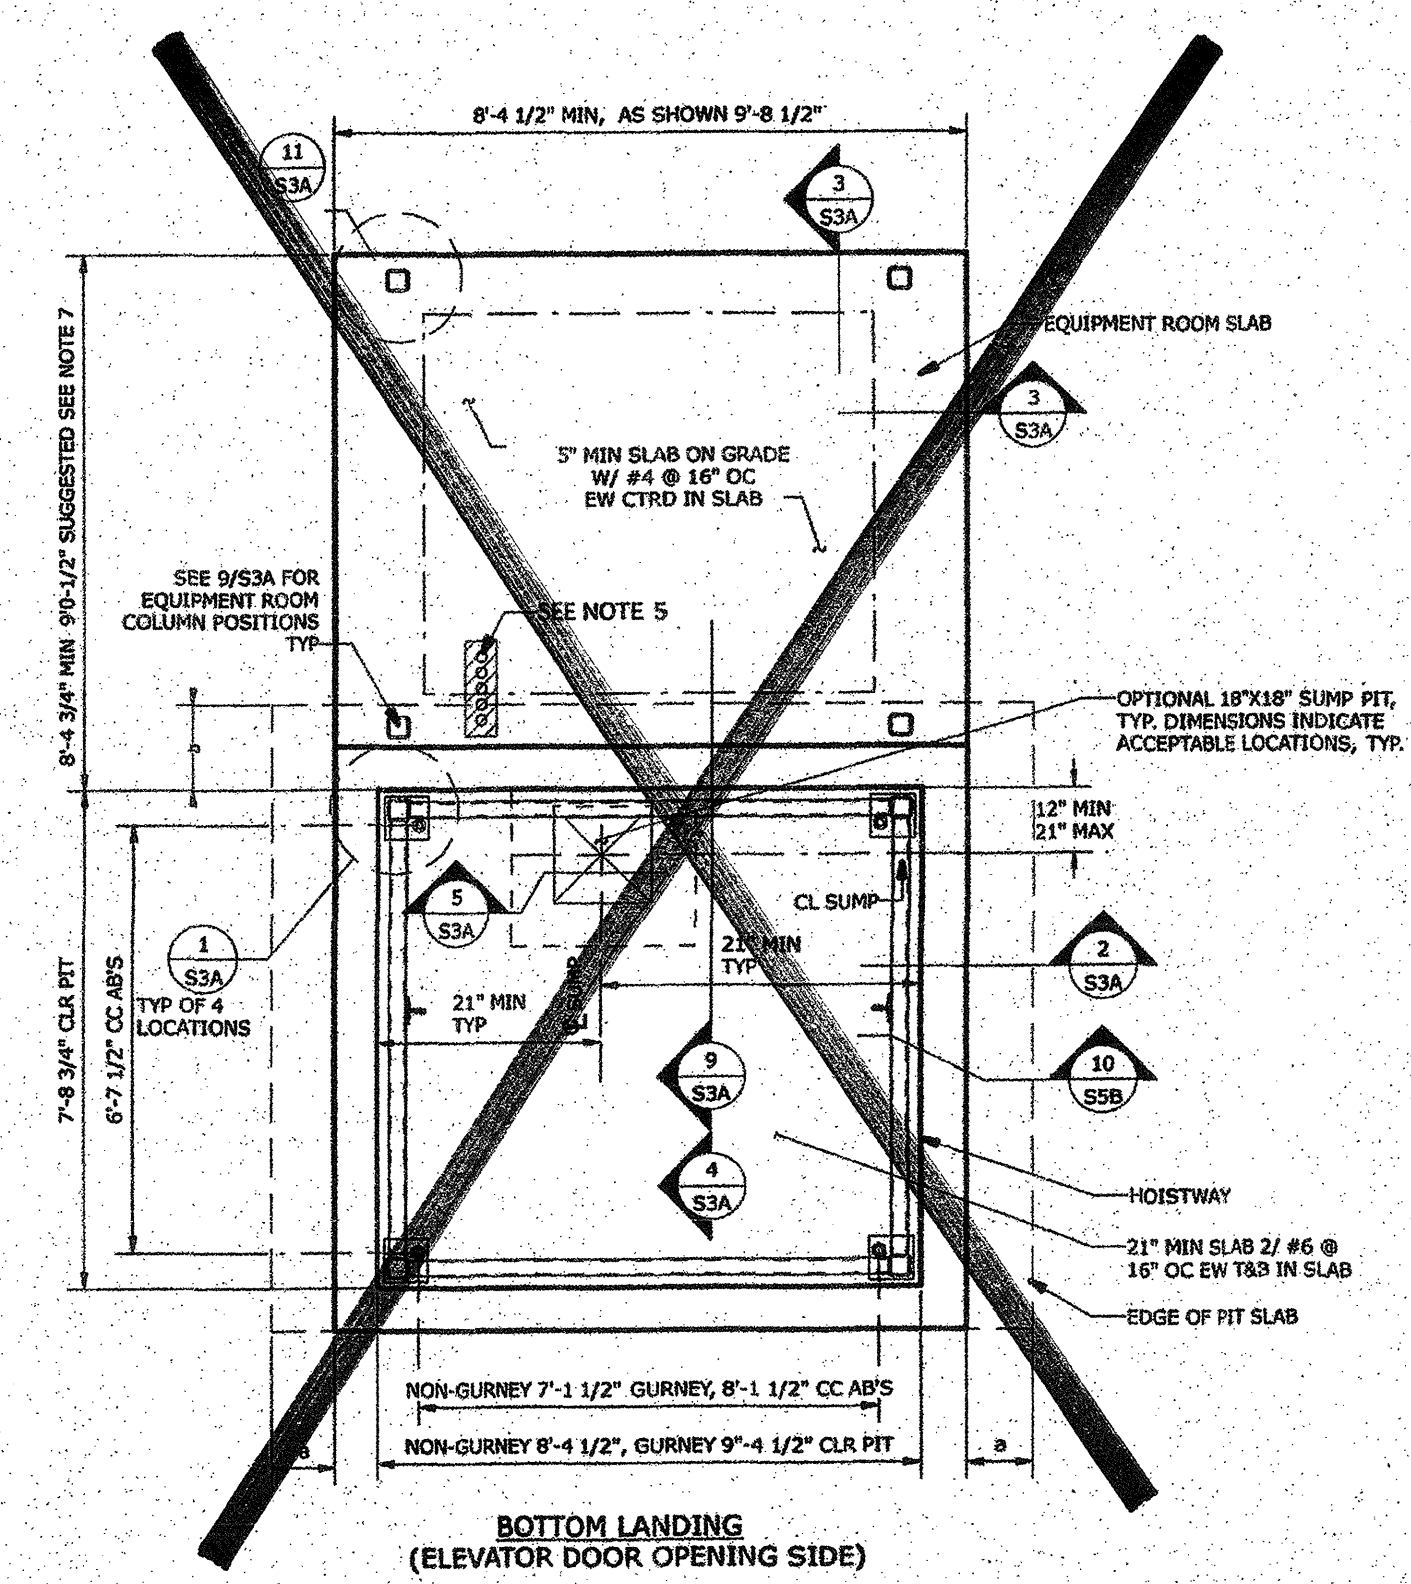 8'-4 1/2" MIN, AS SHOWN 9'-8 1/2"
11
S3A
3
S3A
EQUIPMENT ROOM SLAB
3
S3A
8'-4 3/4" MIN 9'0-1/2" SUGGESTED SEE NOTE 7
5" MIN SLAB ON GRADE
W/ #4 @ 16" OC
EW CTRD IN SLAB
SEE 9/S3A FOR
EQUIPMENT ROOM
COLUMN POSITIONS
TYP
SEE NOTE 5
OPTIONAL 18"X18" SUMP PIT,
TYP. DIMENSIONS INDICATE
ACCEPTABLE LOCATIONS, TYP.
12" MIN
21" MAX
5
S3A
CL SUMP
1
S3A
TYP OF 4
LOCATIONS
21" MIN
TYP
21" MIN
TYP
2
S3A
7'-8 3/4" CLR PIT
6'-7 1/2" CC AB'S
9
S3A
10
S5B
4
S3A
HOISTWAY
21" MIN SLAB 2/ #6 @
16" OC EW T&B IN SLAB
EDGE OF PIT SLAB
NON-GURNEY 7'-1 1/2" GURNEY, 8'-1 1/2" CC AB'S
NON-GURNEY 8'-4 1/2", GURNEY 9"-4 1/2" CLR PIT
a
a
BOTTOM LANDING
(ELEVATOR DOOR OPENING SIDE)